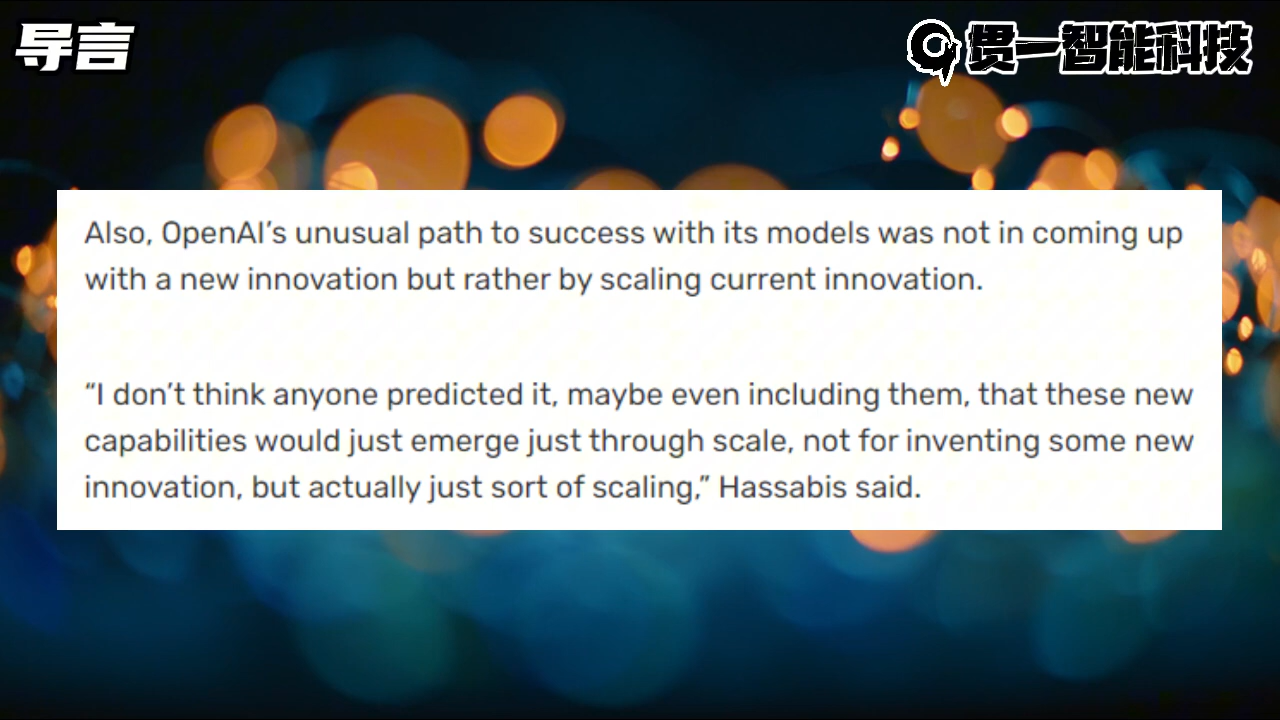 导言
贯一智能科技
Also, OpenAI’s unusual path to success with its models was not in coming up
with a new innovation but rather by scaling current innovation.
“I don’t think anyone predicted it, maybe even including them, that these new
capabilities would just emerge just through scale, not for inventing some new
innovation, but actually just sort of scaling,” Hassabis said.